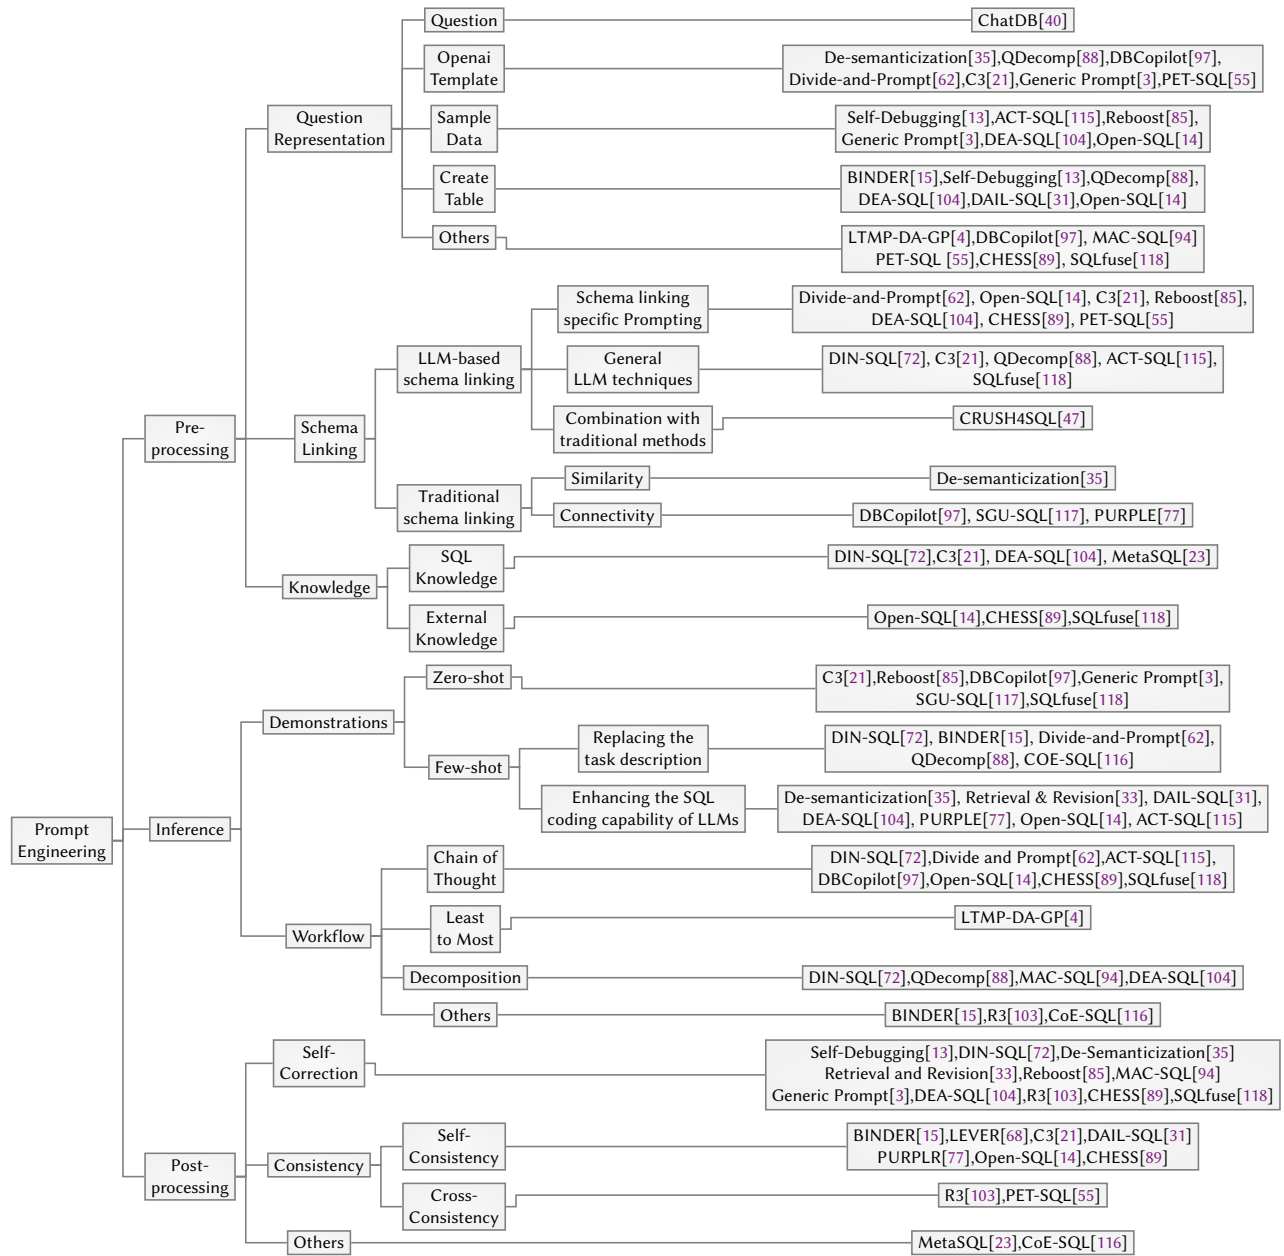 Question
ChatDB[40]
Openai
Template
De-semanticization[35],QDecomp[88],DBCopilot[97],
Divide-and-Prompt[62],C3[21],Generic Prompt[3],PET-SQL[55]
Question
Representation
Sample
Data
Self-Debugging[13],ACT-SQL[115],Reboost[85],
Generic Prompt[3],DEA-SQL[104],Open-SQL[14]
Create
Table
BINDER[15],Self-Debugging[13],QDecomp[88],
DEA-SQL[104],DAIL-SQL[31],Open-SQL[14]
Others
LTMP-DA-GP[4],DBCopilot[97], MAC-SQL[94]
PET-SQL [55],CHESS[89], SQLfuse[118]
Schema linking
specific Prompting
Divide-and-Prompt[62], Open-SQL[14], C3[21], Reboost[85],
DEA-SQL[104], CHESS[89], PET-SQL[55]
LLM-based
schema linking
General
LLM techniques
DIN-SQL[72], C3[21], QDecomp[88], ACT-SQL[115],
SQLfuse[118]
Combination with
traditional methods
CRUSH4SQL[47]
Pre-
processing
Schema
Linking
Similarity
De-semanticization[35]
Traditional
schema linking
Connectivity
DBCopilot[97], SGU-SQL[117], PURPLE[77]
SQL
Knowledge
DIN-SQL[72],C3[21], DEA-SQL[104], MetaSQL[23]
Knowledge
External
Knowledge
Open-SQL[14],CHESS[89],SQLfuse[118]
Zero-shot
C3[21],Reboost[85],DBCopilot[97],Generic Prompt[3],
SGU-SQL[117],SQLfuse[118]
Demonstrations
Few-shot
Replacing the
task description
DIN-SQL[72], BINDER[15], Divide-and-Prompt[62],
QDecomp[88], COE-SQL[116]
Enhancing the SQL
coding capability of LLMs
De-semanticization[35], Retrieval & Revision[33], DAIL-SQL[31],
DEA-SQL[104], PURPLE[77], Open-SQL[14], ACT-SQL[115]
Prompt
Engineering
Inference
Chain of
Thought
DIN-SQL[72],Divide and Prompt[62],ACT-SQL[115],
DBCopilot[97],Open-SQL[14],CHESS[89],SQLfuse[118]
Least
to Most
LTMP-DA-GP[4]
Workflow
Decomposition
DIN-SQL[72],QDecomp[88],MAC-SQL[94],DEA-SQL[104]
Others
BINDER[15],R3[103],CoE-SQL[116]
Self-
Correction
Self-Debugging[13],DIN-SQL[72],De-Semanticization[35]
Retrieval and Revision[33],Reboost[85],MAC-SQL[94]
Generic Prompt[3],DEA-SQL[104],R3[103],CHESS[89],SQLfuse[118]
Post-
processing
Consistency
Self-
Consistency
BINDER[15],LEVER[68],C3[21],DAIL-SQL[31]
PURPLR[77],Open-SQL[14],CHESS[89]
Cross-
Consistency
R3[103],PET-SQL[55]
Others
MetaSQL[23],CoE-SQL[116]